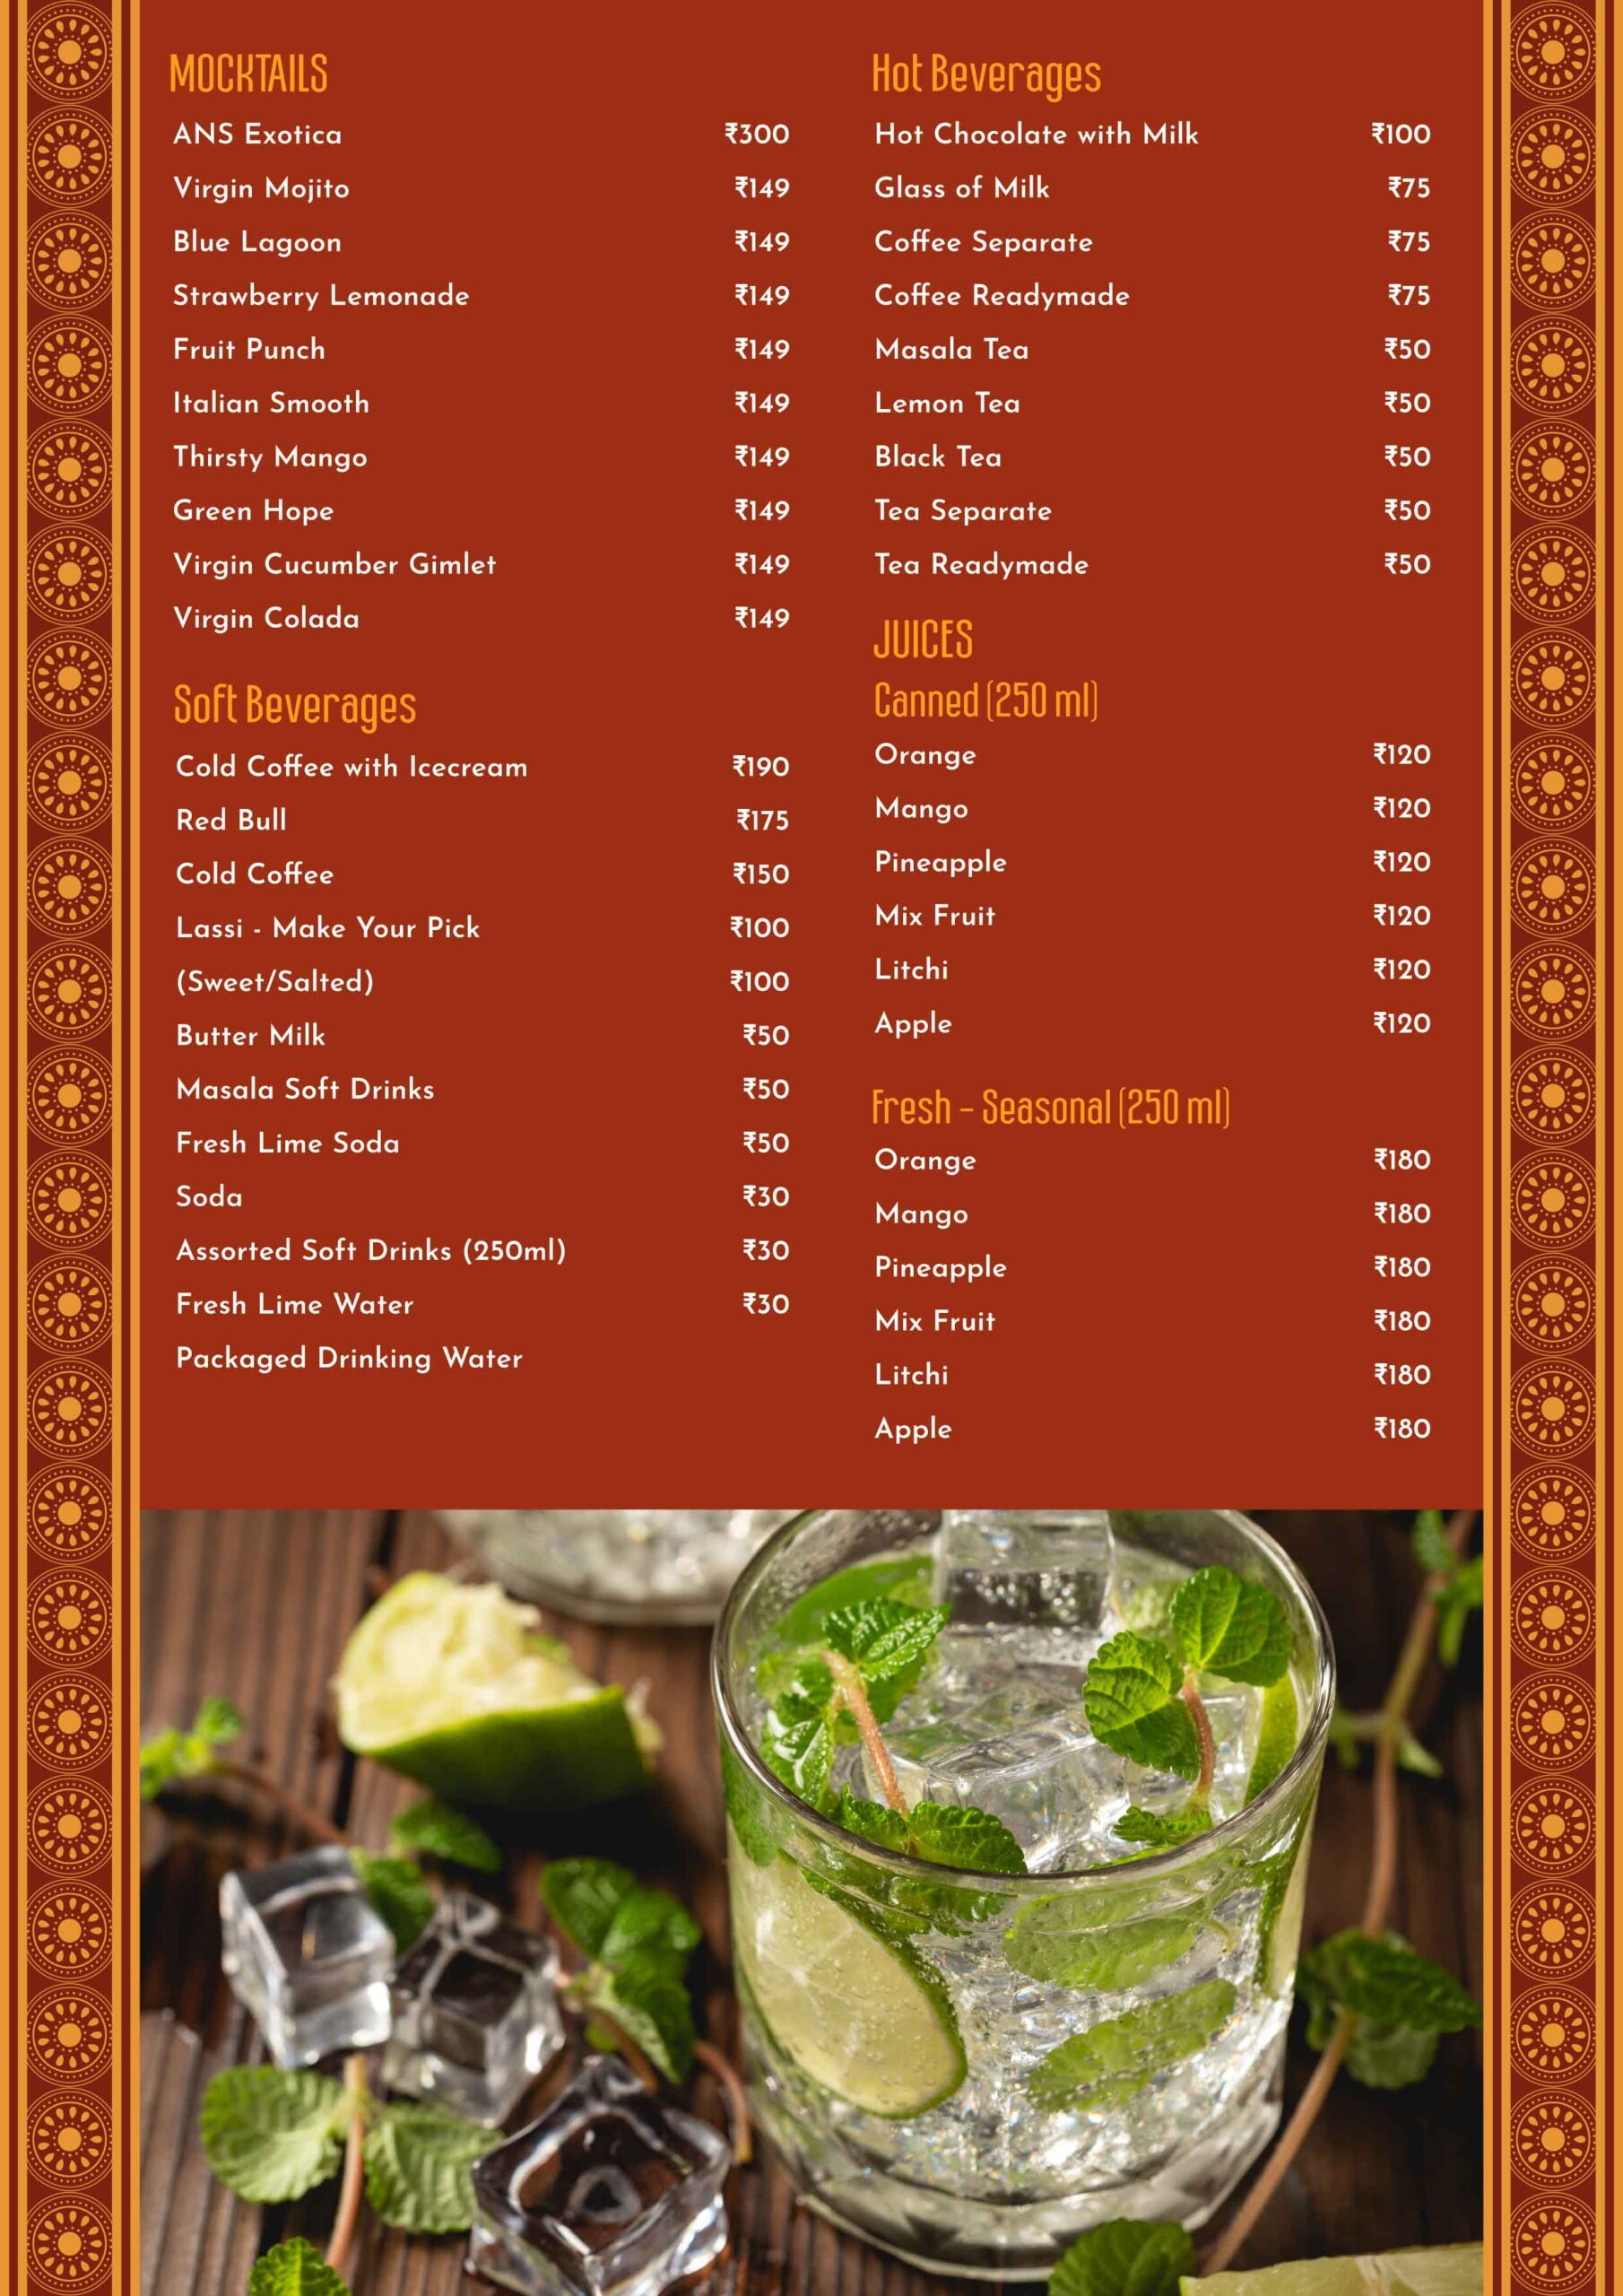 MOCKTAILS
ANS Exotica ₹300
Virgin Mojito ₹149
Blue Lagoon ₹149
Strawberry Lemonade ₹149
Fruit Punch ₹149
Italian Smooth ₹149
Thirsty Mango ₹149
Green Hope ₹149
Virgin Cucumber Gimlet ₹149
Virgin Colada ₹149
Soft Beverages
Cold Coffee with Icecream ₹190
Red Bull ₹175
Cold Coffee ₹150
Lassi - Make Your Pick ₹100
(Sweet/Salted) ₹100
Butter Milk ₹50
Masala Soft Drinks ₹50
Fresh Lime Soda ₹50
Soda ₹30
Assorted Soft Drinks (250ml) ₹30
Fresh Lime Water ₹30
Packaged Drinking Water
Hot Beverages
Hot Chocolate with Milk ₹100
Glass of Milk ₹75
Coffee Separate ₹75
Coffee Readymade ₹75
Masala Tea ₹50
Lemon Tea ₹50
Black Tea ₹50
Tea Separate ₹50
Tea Readymade ₹50
JUICES
Canned (250 ml)
Orange ₹120
Mango ₹120
Pineapple ₹120
Mix Fruit ₹120
Litchi ₹120
Apple ₹120
Fresh - Seasonal (250 ml)
Orange ₹180
Mango ₹180
Pineapple ₹180
Mix Fruit ₹180
Litchi ₹180
Apple ₹180